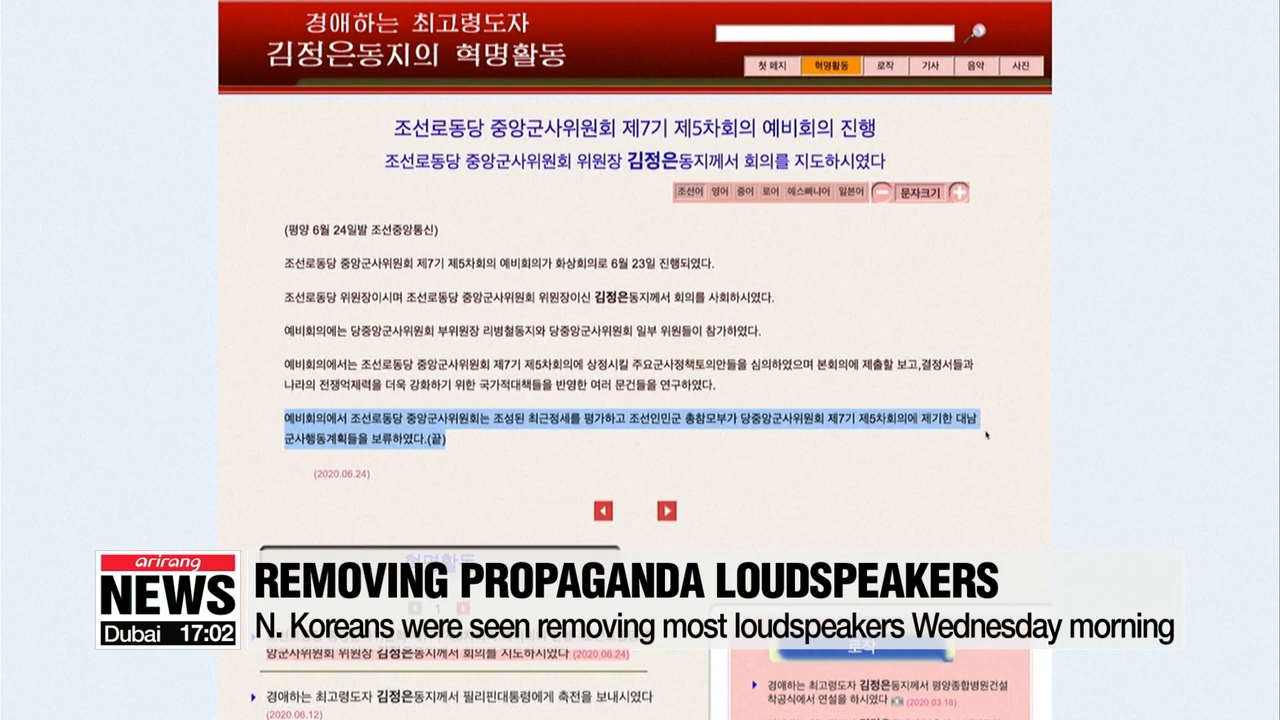 경애하는 최고령도자
김정은동지의 혁명활동
첫 페지 혁명활동 로작 기사 음악 사진
조선로동당 중앙군사위원회 제7기 제5차회의 예비회의 진행
조선로동당 중앙군사위원회 위원장 김정은동지께서 회의를 지도하시였다
조선어 영어 중어 로어 에스빠냐어 일본어 문자크기
(평양 6월 24일발 조선중앙통신)
조선로동당 중앙군사위원회 제7기 제5차회의 예비회의가 화상회의로 6월 23일 진행되였다.
조선로동당 위원장이시며 조선로동당 중앙군사위원회 위원장이신 김정은동지께서 회의를 사회하시였다.
예비회의에는 당중앙군사위원회 부위원장 리병철동지와 당중앙군사위원회 일부 위원들이 참가하였다.
예비회의에서는 조선로동당 중앙군사위원회 제7기 제5차회의에 상정시킬 주요군사정책토의안들을 심의하였으며 본회의에 제출할 보고,결정서들과
나라의 전쟁억제력을 더욱 강화하기 위한 국가적대책들을 반영한 여러 문건들을 연구하였다.
예비회의에서 조선로동당 중앙군사위원회는 조성된 최근정세를 평가하고 조선인민군 총참모부가 당중앙군사위원회 제7기 제5차회의에 제기한 대남
군사행동계획들을 보류하였다.(끝)
(2020.06.24)
혁명활동
1
arirang
NEWS
Dubai 17:02
REMOVING PROPAGANDA LOUDSPEAKERS
N. Koreans were seen removing most loudspeakers Wednesday morning
앙군사위원회 위원장 김정은동지께서 회의를 지도하시였다 (2020.06.24)
경애하는 최고령도자 김정은동지께서 필리핀대통령에게 축전을 보내시였다
(2020.06.12)
로작
경애하는 최고령도자 김정은동지께서 평양종합병원건설
착공식에서 연설을 하시였다 (2020.03.18)